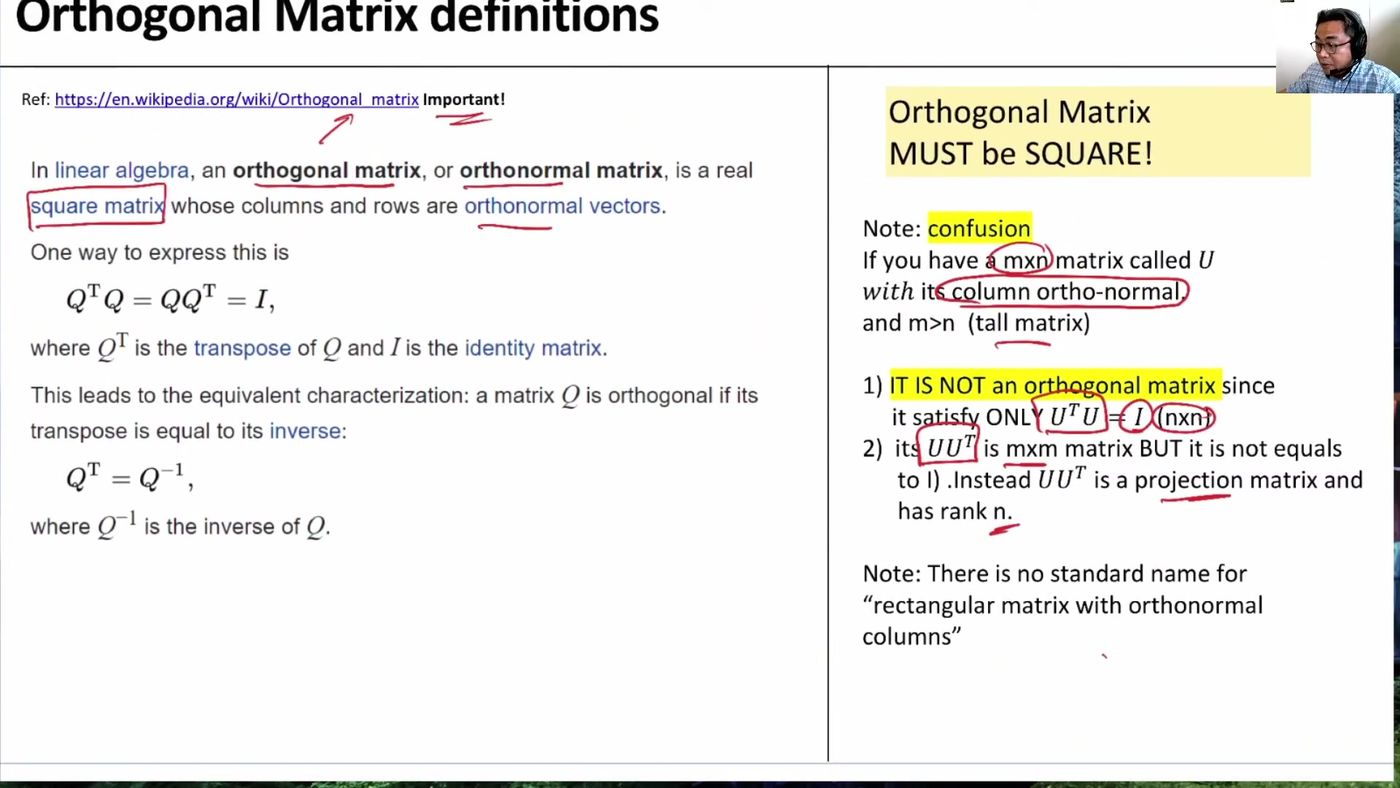 Orthogonal Matrix definitions
Ref: https://en.wikipedia.org/wiki/Orthogonal_matrix Important!
In linear algebra, an orthogonal matrix, or orthonormal matrix, is a real
square matrix whose columns and rows are orthonormal vectors.
One way to express this is
QᵀQ = QQᵀ = I,
where Qᵀ is the transpose of Q and I is the identity matrix.
This leads to the equivalent characterization: a matrix Q is orthogonal if its
transpose is equal to its inverse:
Qᵀ = Q⁻¹,
where Q⁻¹ is the inverse of Q.
Orthogonal Matrix
MUST be SQUARE!
Note: confusion
If you have a mxn matrix called U
with its column ortho-normal,
and m>n (tall matrix)
1) IT IS NOT an orthogonal matrix since
it satisfy ONLY UᵀU = I (nxn)
2) its UUᵀ is mxm matrix BUT it is not equals
to I) .Instead UUᵀ is a projection matrix and
has rank n.
Note: There is no standard name for
“rectangular matrix with orthonormal
columns”